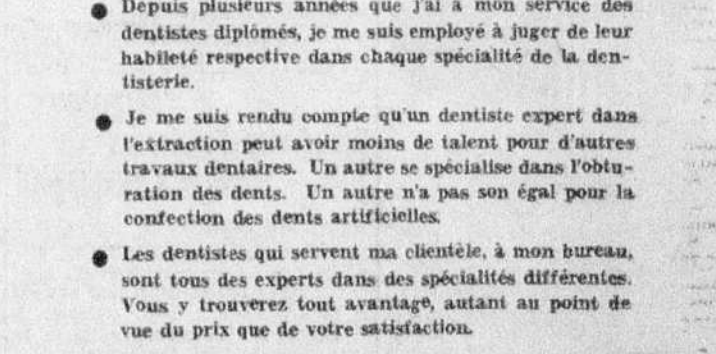 ● Depuis plusieurs années que j'ai à mon service des
dentistes diplômés, je me suis employé à juger de leur
habileté respective dans chaque spécialité de la den-
tisterie.
● Je me suis rendu compte qu'un dentiste expert dans
l'extraction peut avoir moins de talent pour d'autres
travaux dentaires. Un autre se spécialise dans l'obtu-
ration des dents. Un autre n'a pas son égal pour la
confection des dents artificielles.
● Les dentistes qui servent ma clientèle, à mon bureau,
sont tous des experts dans des spécialités différentes.
Vous y trouverez tout avantage, autant au point de
vue du prix que de votre satisfaction.